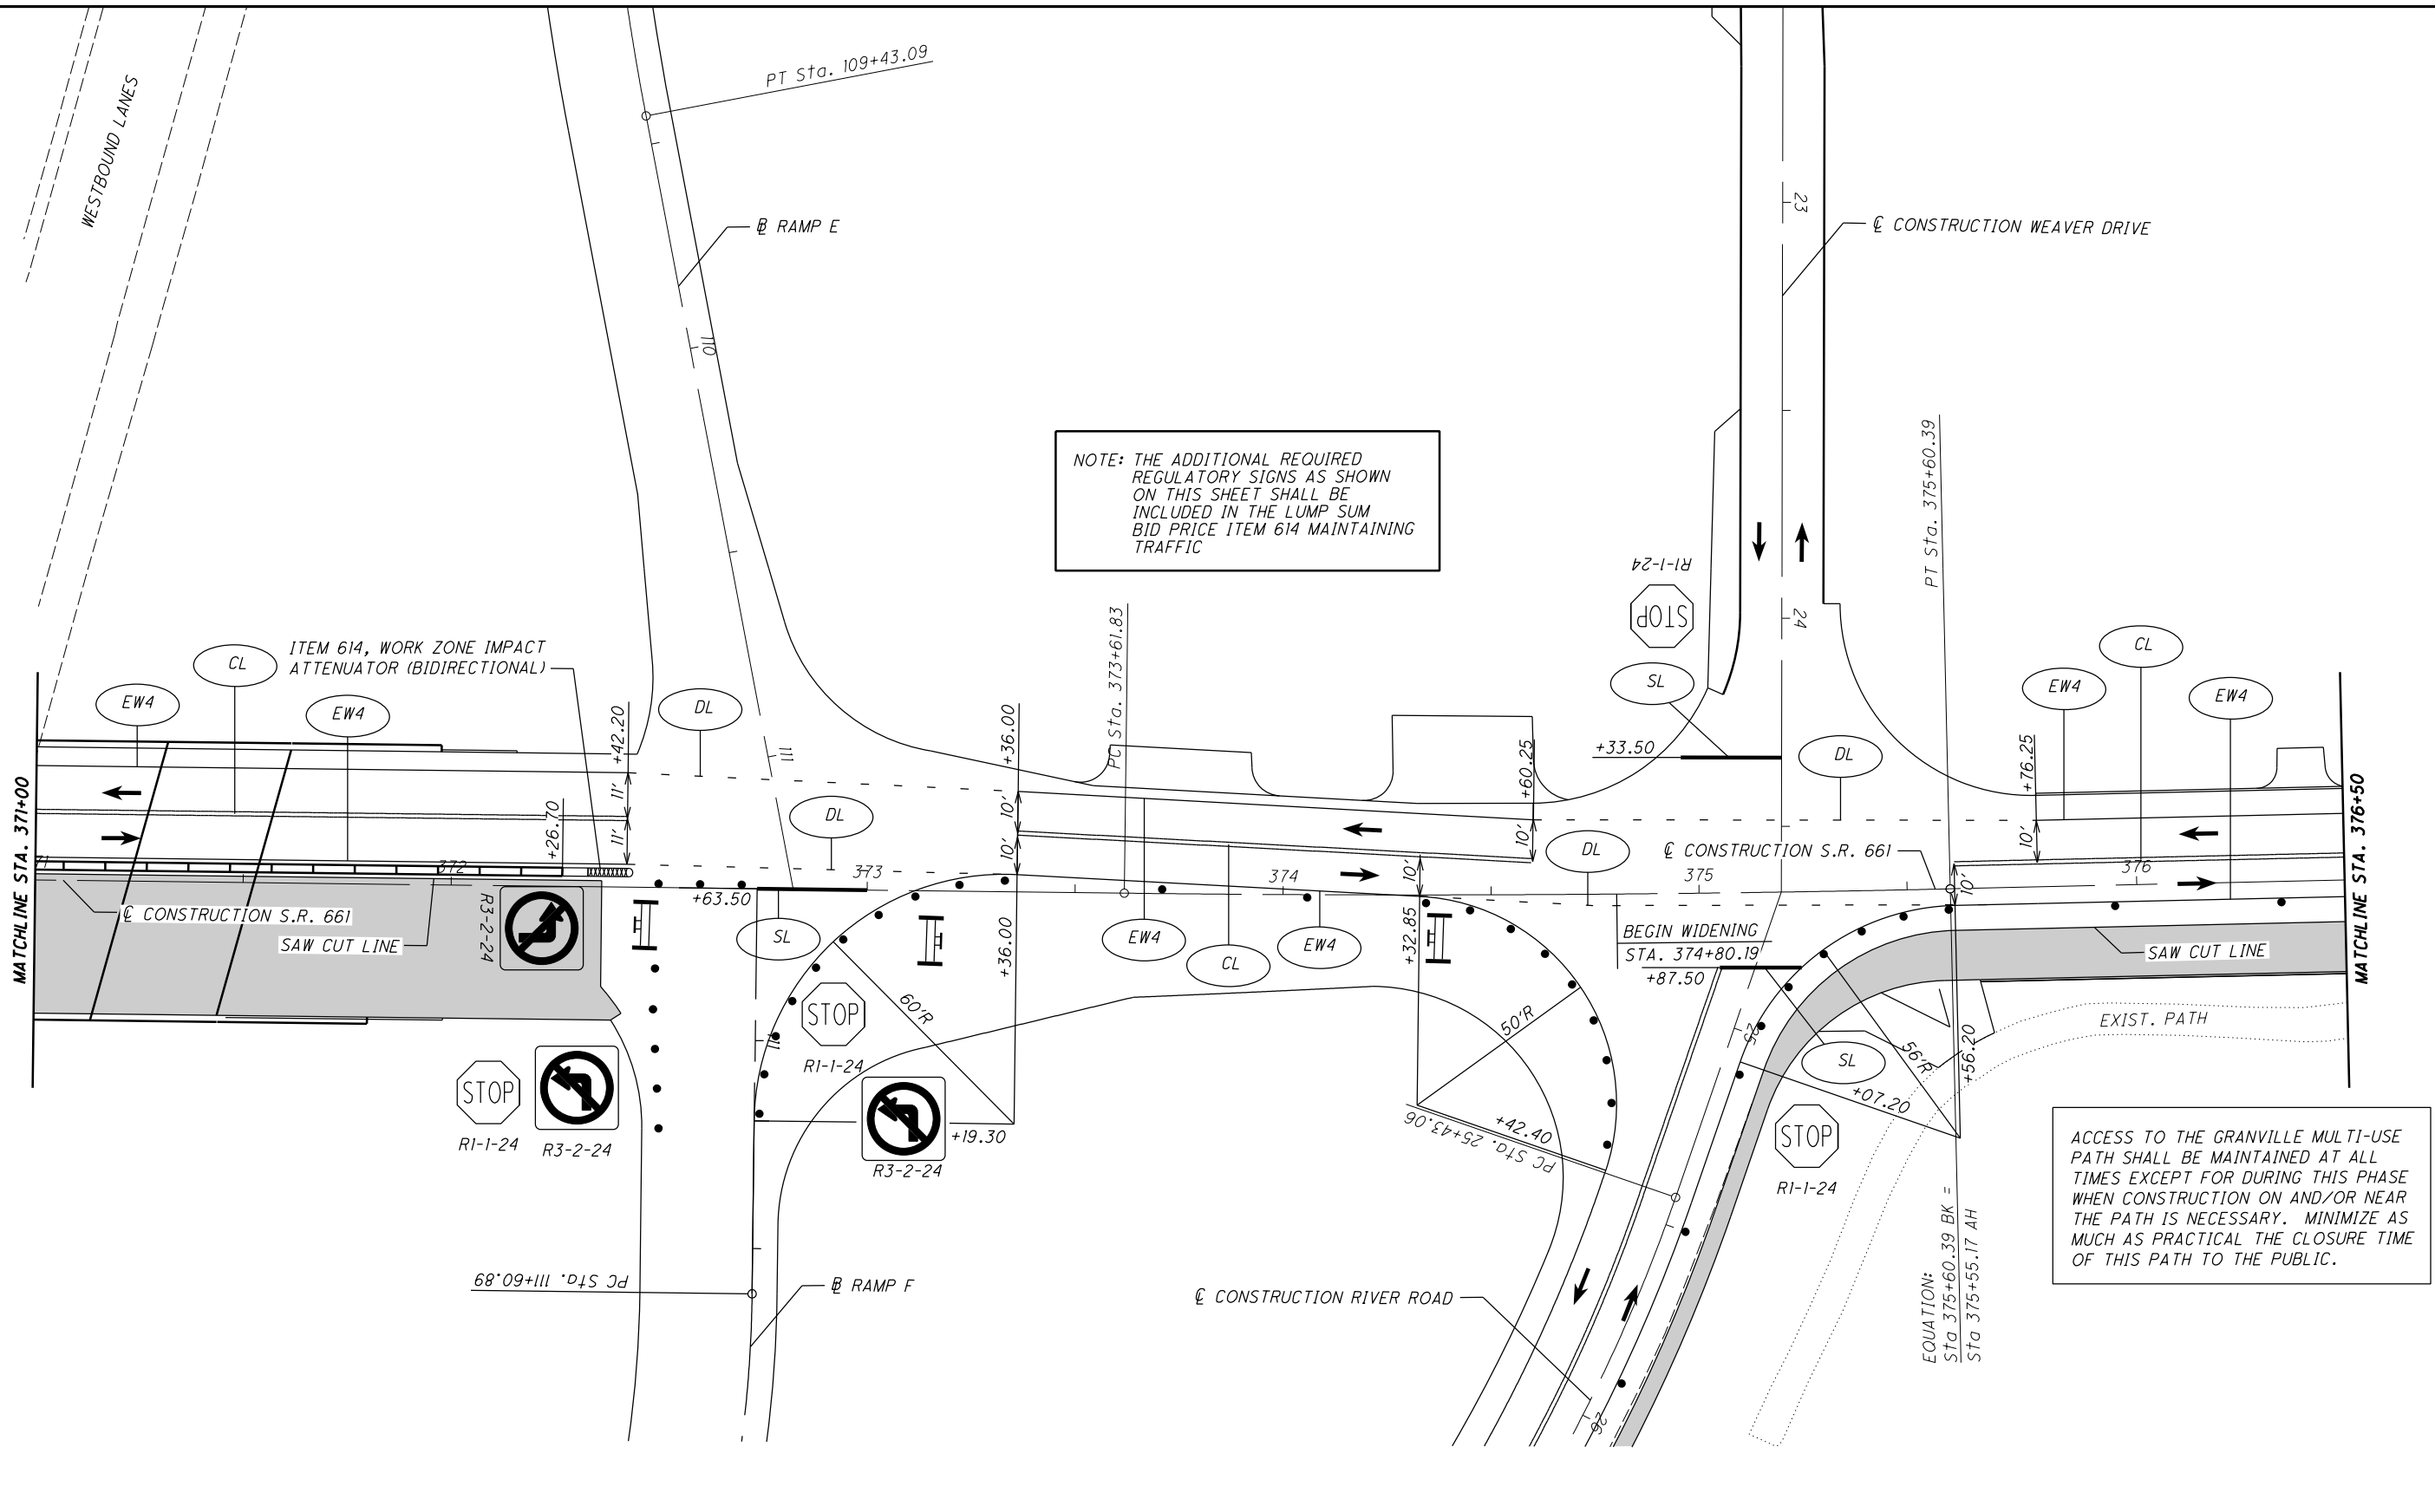 WESTBOUND LANES
PT Sta. 109+43.09
℄ CONSTRUCTION WEAVER DRIVE
23
B̲L̲ RAMP E
110
NOTE: THE ADDITIONAL REQUIRED
REGULATORY SIGNS AS SHOWN
ON THIS SHEET SHALL BE
INCLUDED IN THE LUMP SUM
BID PRICE ITEM 614 MAINTAINING
TRAFFIC
PT Sta. 375+60.39
R1-1-24
STOP
24
PC Sta. 373+61.83
ITEM 614, WORK ZONE IMPACT
ATTENUATOR (BIDIRECTIONAL)
CL
EW4
EW4
DL
SL
CL
EW4
EW4
+42.20
+36.00
+60.25
+33.50
DL
+76.25
111
MATCHLINE STA. 371+00
11'
11'
+26.70
DL
10'
10'
10'
10'
DL
℄ CONSTRUCTION S.R. 661
10'
10'
MATCHLINE STA. 376+50
71
372
373
374
375
376
℄ CONSTRUCTION S.R. 661
SAW CUT LINE
R3-2-24
+63.50
SL
EW4
CL
EW4
+36.00
+32.85
BEGIN WIDENING
STA. 374+80.19
+87.50
SAW CUT LINE
60'R
50'R
56'R
25
111
STOP
R1-1-24
EXIST. PATH
STOP
R1-1-24
R3-2-24
R3-2-24
+19.30
+42.40
PC Sta. 25+43.06
SL
+07.20
+56.20
STOP
R1-1-24
ACCESS TO THE GRANVILLE MULTI-USE
PATH SHALL BE MAINTAINED AT ALL
TIMES EXCEPT FOR DURING THIS PHASE
WHEN CONSTRUCTION ON AND/OR NEAR
THE PATH IS NECESSARY. MINIMIZE AS
MUCH AS PRACTICAL THE CLOSURE TIME
OF THIS PATH TO THE PUBLIC.
PC Sta. 111+60.89
B̲L̲ RAMP F
℄ CONSTRUCTION RIVER ROAD
EQUATION:
Sta 375+60.39 BK =
Sta 375+55.17 AH
26